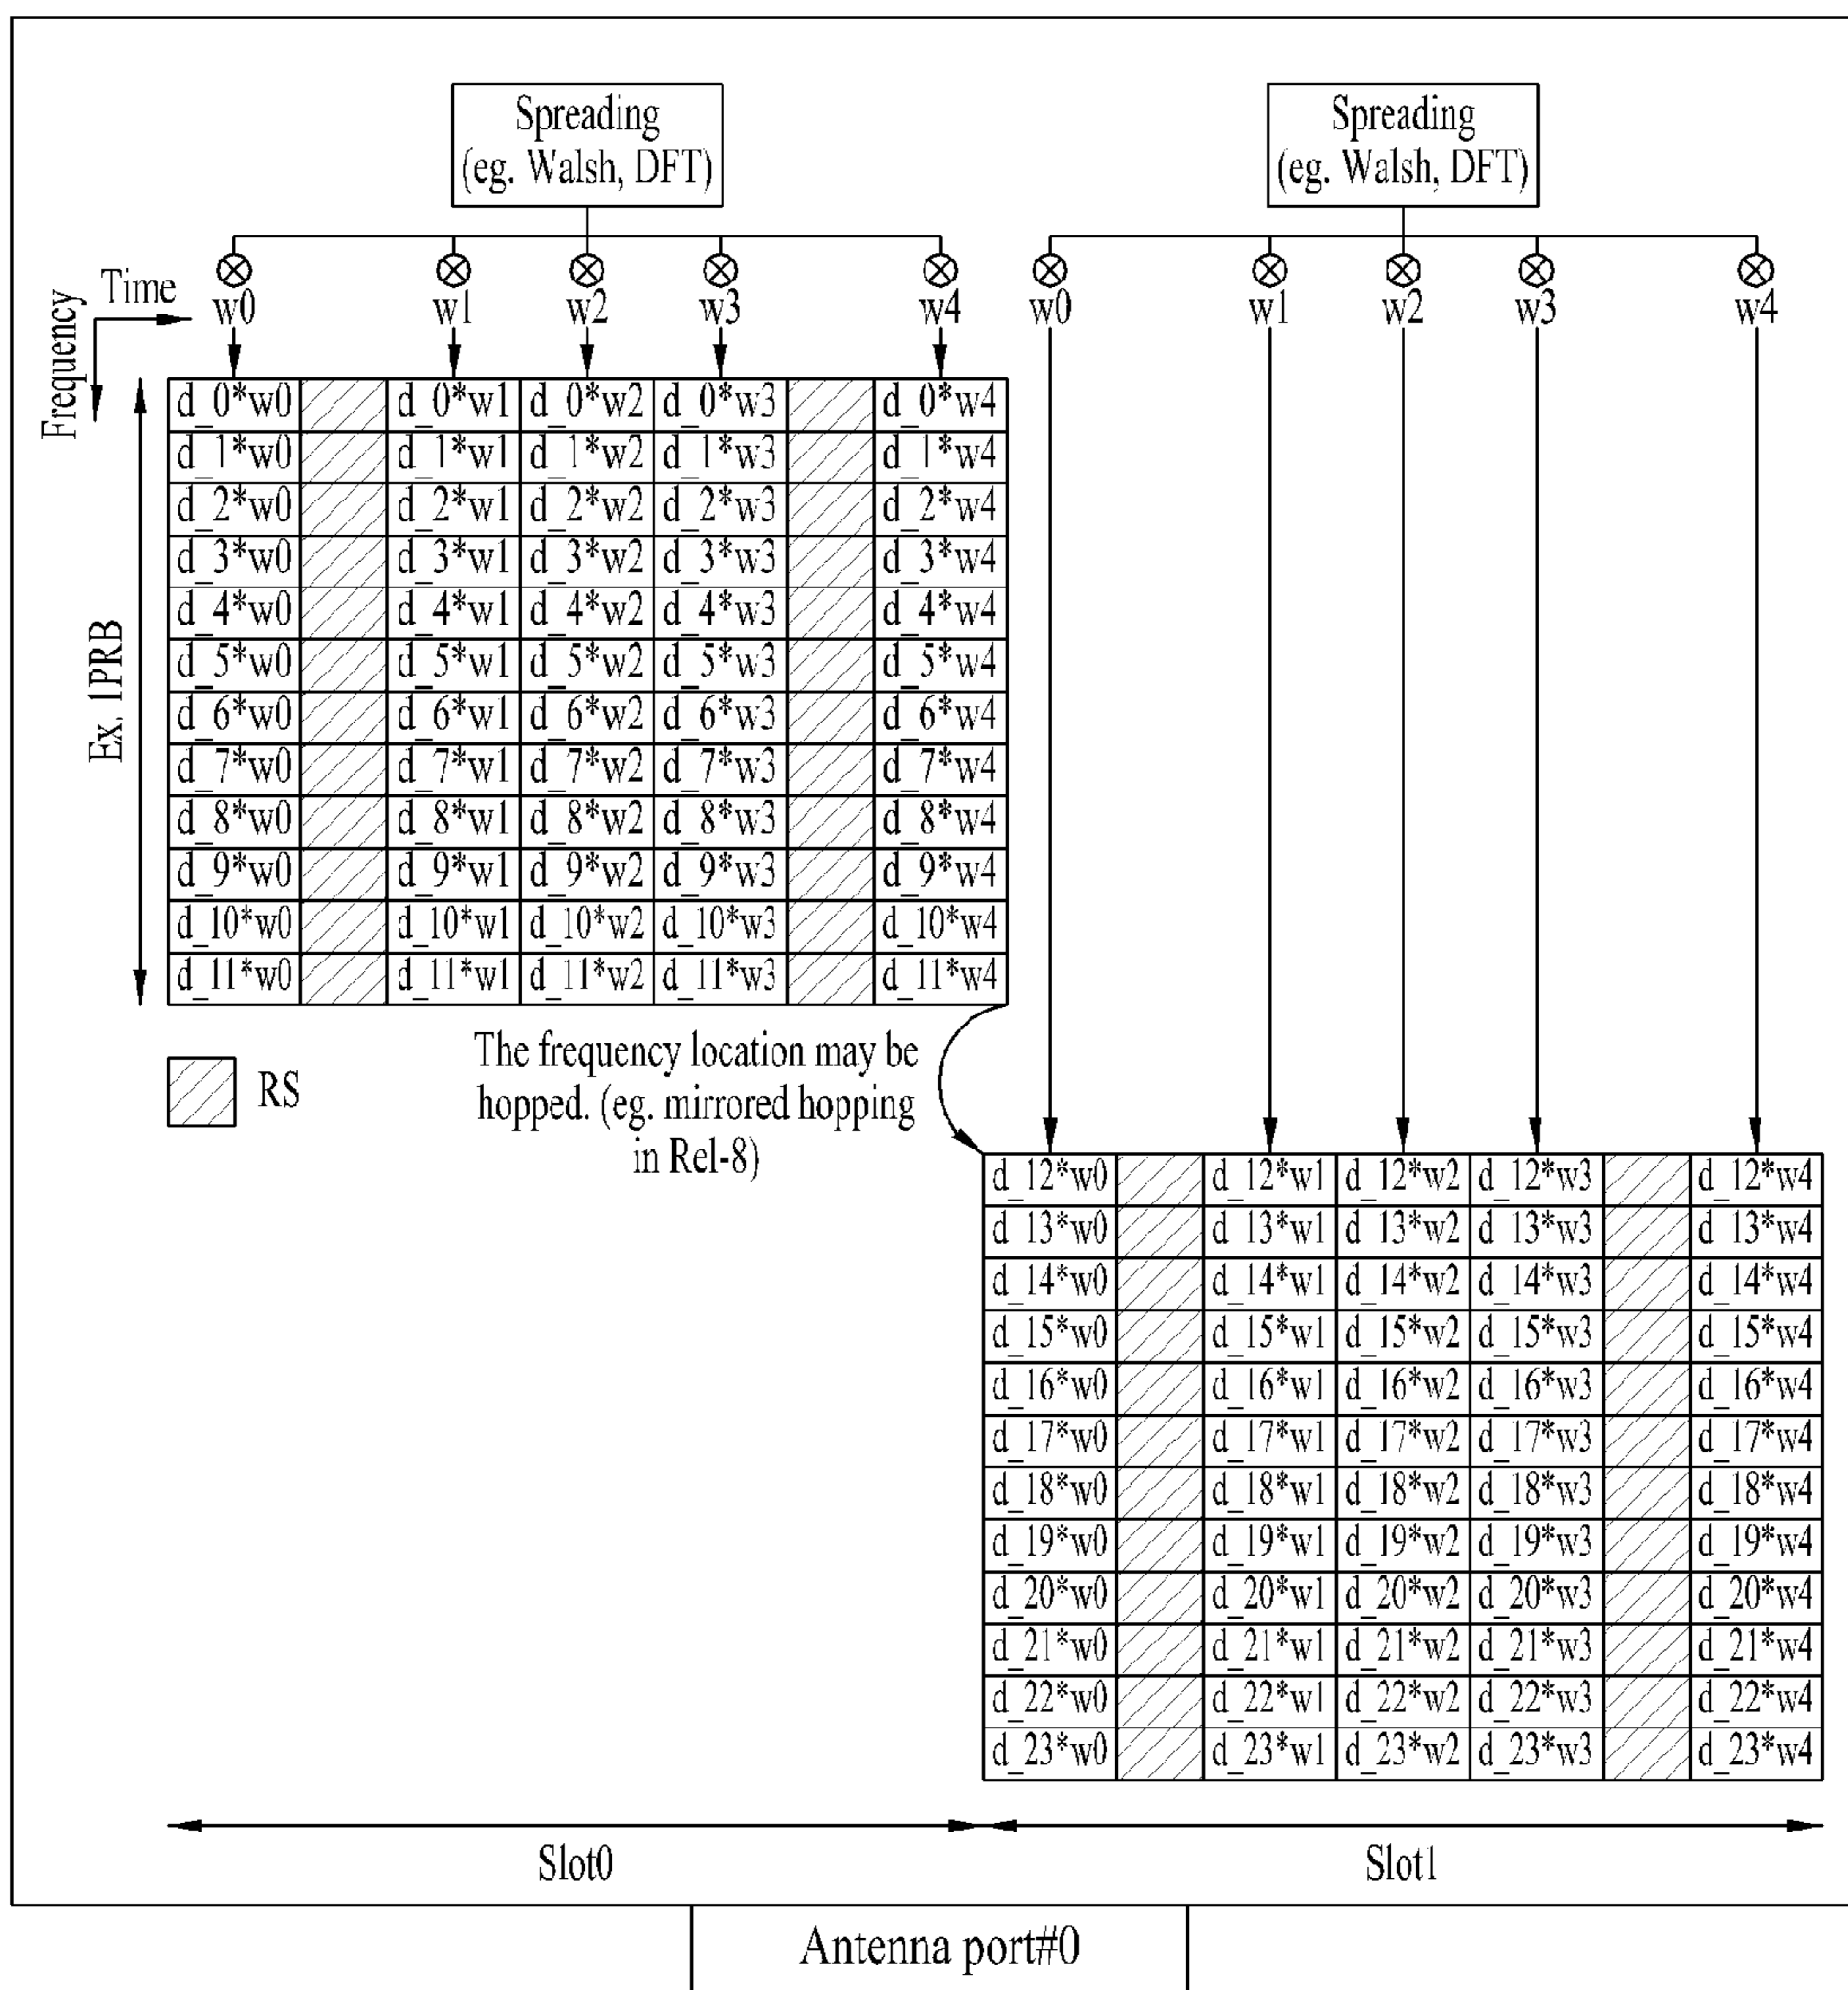 Spreading
(eg. Walsh, DFT)
Spreading
(eg. Walsh, DFT)
Time
Frequency
w0 w1 w2 w3 w4 w0 w1 w2 w3 w4
Ex. 1PRB
d_0*w0 d_0*w1 d_0*w2 d_0*w3 d_0*w4
d_1*w0 d_1*w1 d_1*w2 d_1*w3 d_1*w4
d_2*w0 d_2*w1 d_2*w2 d_2*w3 d_2*w4
d_3*w0 d_3*w1 d_3*w2 d_3*w3 d_3*w4
d_4*w0 d_4*w1 d_4*w2 d_4*w3 d_4*w4
d_5*w0 d_5*w1 d_5*w2 d_5*w3 d_5*w4
d_6*w0 d_6*w1 d_6*w2 d_6*w3 d_6*w4
d_7*w0 d_7*w1 d_7*w2 d_7*w3 d_7*w4
d_8*w0 d_8*w1 d_8*w2 d_8*w3 d_8*w4
d_9*w0 d_9*w1 d_9*w2 d_9*w3 d_9*w4
d_10*w0 d_10*w1 d_10*w2 d_10*w3 d_10*w4
d_11*w0 d_11*w1 d_11*w2 d_11*w3 d_11*w4
RS
The frequency location may be
hopped. (eg. mirrored hopping
in Rel-8)
d_12*w0 d_12*w1 d_12*w2 d_12*w3 d_12*w4
d_13*w0 d_13*w1 d_13*w2 d_13*w3 d_13*w4
d_14*w0 d_14*w1 d_14*w2 d_14*w3 d_14*w4
d_15*w0 d_15*w1 d_15*w2 d_15*w3 d_15*w4
d_16*w0 d_16*w1 d_16*w2 d_16*w3 d_16*w4
d_17*w0 d_17*w1 d_17*w2 d_17*w3 d_17*w4
d_18*w0 d_18*w1 d_18*w2 d_18*w3 d_18*w4
d_19*w0 d_19*w1 d_19*w2 d_19*w3 d_19*w4
d_20*w0 d_20*w1 d_20*w2 d_20*w3 d_20*w4
d_21*w0 d_21*w1 d_21*w2 d_21*w3 d_21*w4
d_22*w0 d_22*w1 d_22*w2 d_22*w3 d_22*w4
d_23*w0 d_23*w1 d_23*w2 d_23*w3 d_23*w4
Slot0 Slot1
Antenna port#0